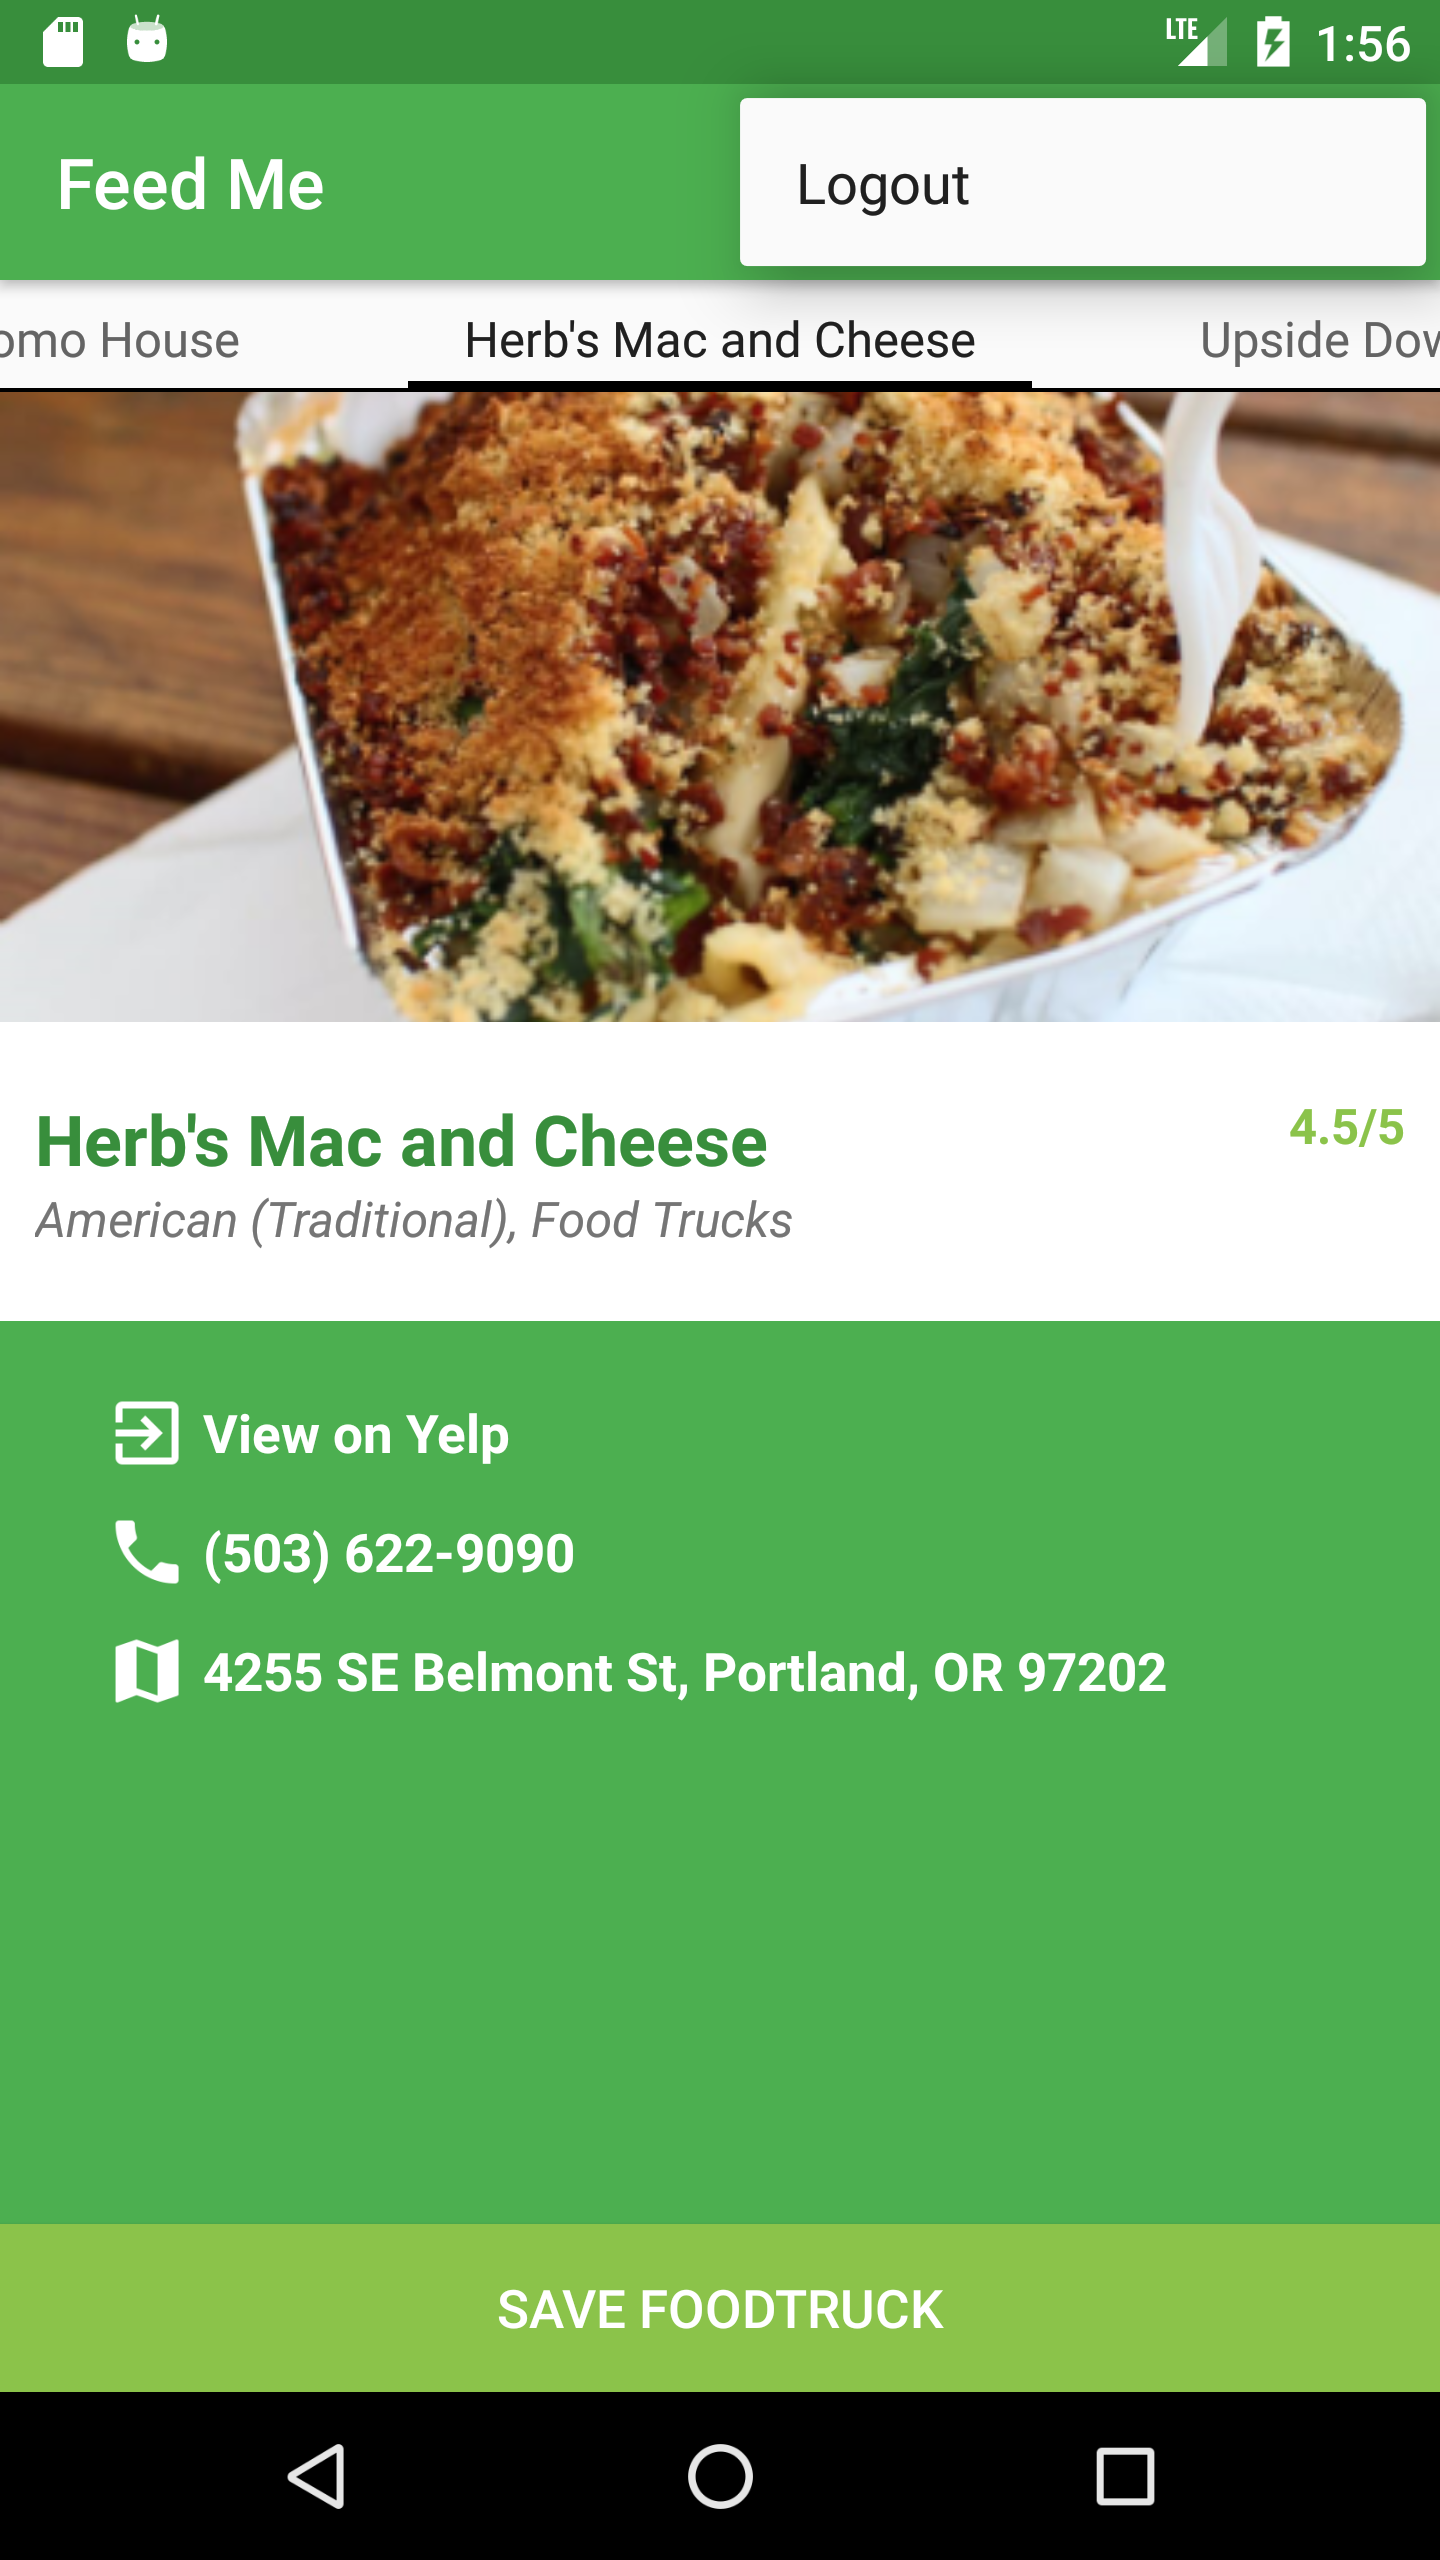 LTE 1:56
Feed Me
Logout
omo House Herb's Mac and Cheese Upside Dow
Herb's Mac and Cheese
4.5/5
American (Traditional), Food Trucks
View on Yelp
(503) 622-9090
4255 SE Belmont St, Portland, OR 97202
SAVE FOODTRUCK